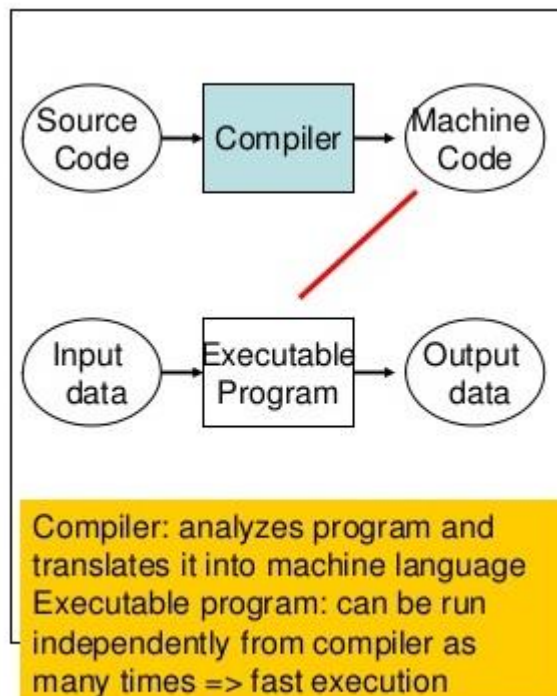 Source
Code
Compiler
Machine
Code
Input
data
Executable
Program
Output
data
Compiler: analyzes program and
translates it into machine language
Executable program: can be run
independently from compiler as
many times => fast execution